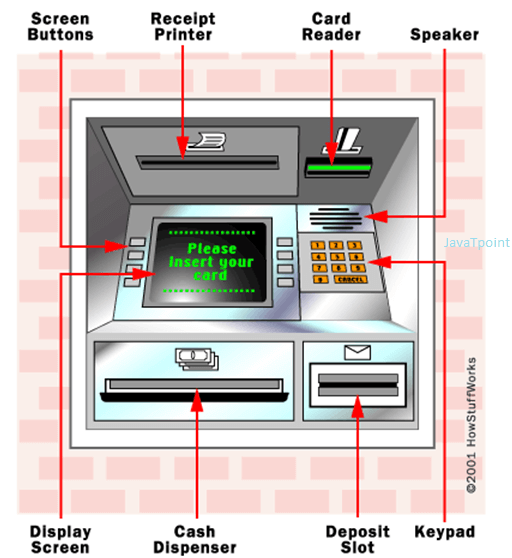 Screen
Buttons
Receipt
Printer
Card
Reader
Speaker
Please
Insert your
card
1 2 3
4 5 6
7 8 9
CANCEL
JavaTpoint
©2001 HowStuffWorks
Display
Screen
Cash
Dispenser
Deposit
Slot
Keypad